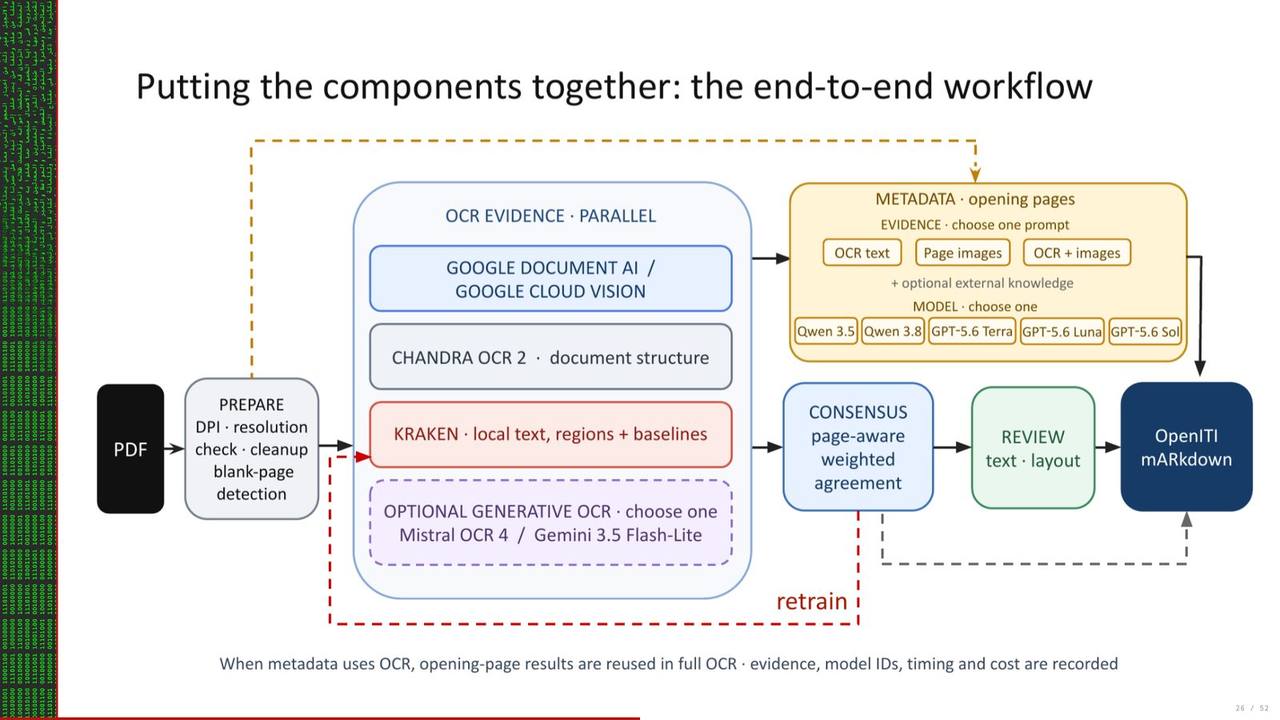 Putting the components together: the end-to-end workflow
PDF
PREPARE
DPI · resolution
check · cleanup
blank-page
detection
OCR EVIDENCE · PARALLEL
GOOGLE DOCUMENT AI /
GOOGLE CLOUD VISION
CHANDRA OCR 2 · document structure
KRAKEN · local text, regions + baselines
OPTIONAL GENERATIVE OCR · choose one
Mistral OCR 4 / Gemini 3.5 Flash-Lite
METADATA · opening pages
EVIDENCE · choose one prompt
OCR text
Page images
OCR + images
+ optional external knowledge
MODEL · choose one
Qwen 3.5
Qwen 3.8
GPT-5.6 Terra
GPT-5.6 Luna
GPT-5.6 Sol
CONSENSUS
page-aware
weighted
agreement
REVIEW
text · layout
OpenITI
mARkdown
retrain
When metadata uses OCR, opening-page results are reused in full OCR · evidence, model IDs, timing and cost are recorded
26 / 52